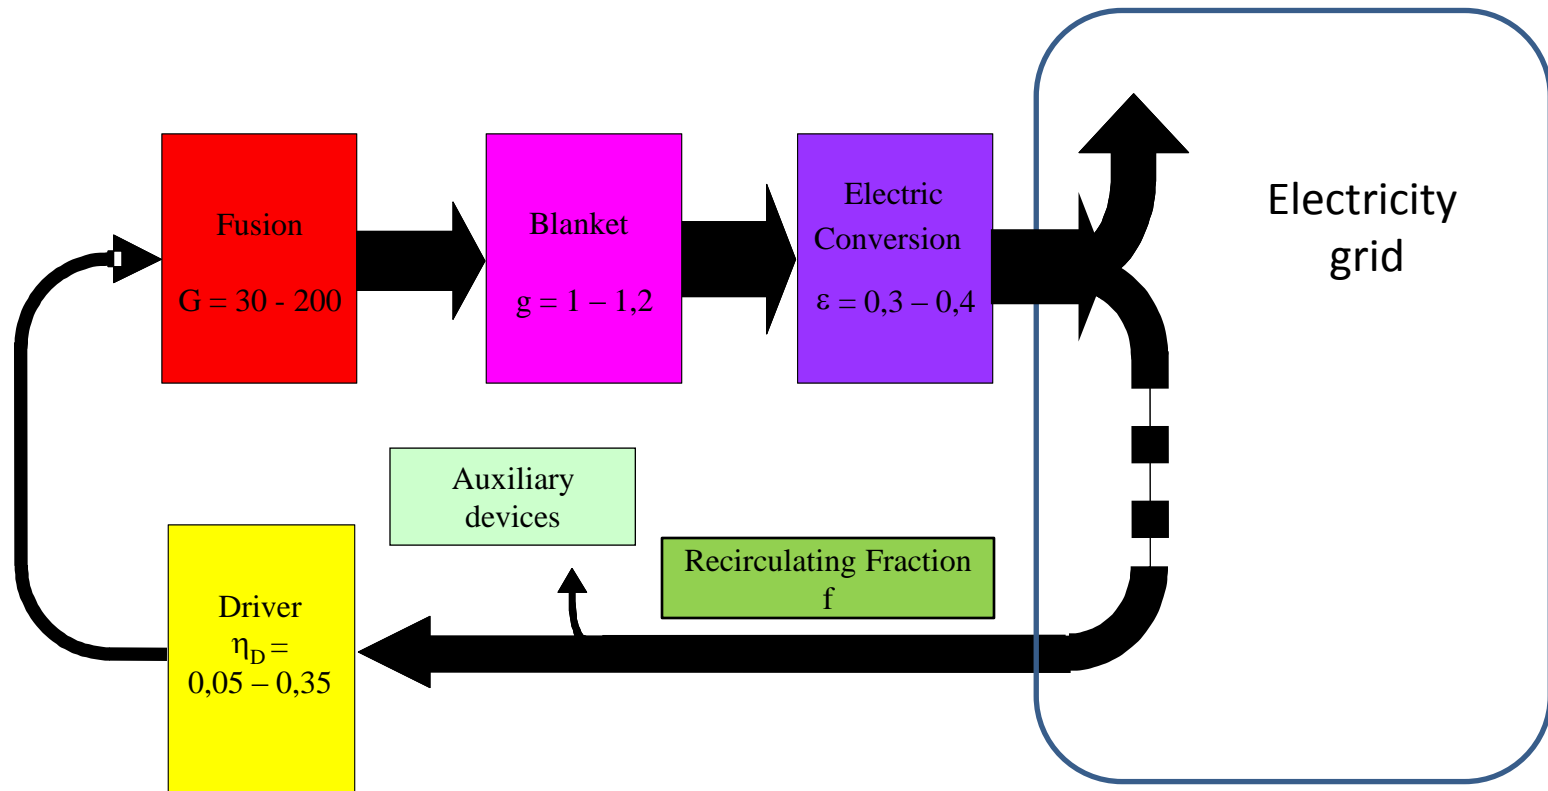 Fusion
G = 30 - 200
Blanket
g = 1 – 1,2
Electric
Conversion
ε = 0,3 – 0,4
Electricity
grid
Auxiliary
devices
Recirculating Fraction
f
Driver
η_D =
0,05 – 0,35